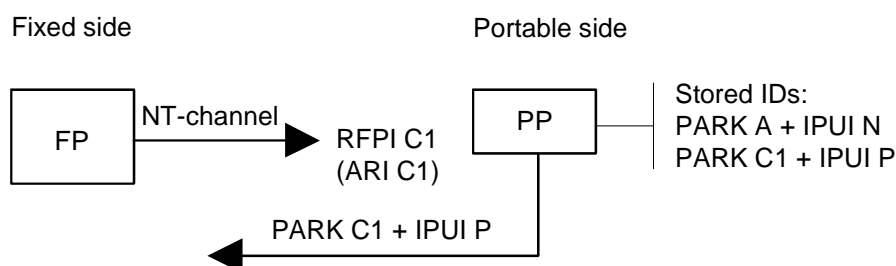 Fixed side
Portable side
FP
NT-channel
RFPI C1
(ARI C1)
PP
Stored IDs:
PARK A + IPUI N
PARK C1 + IPUI P
PARK C1 + IPUI P